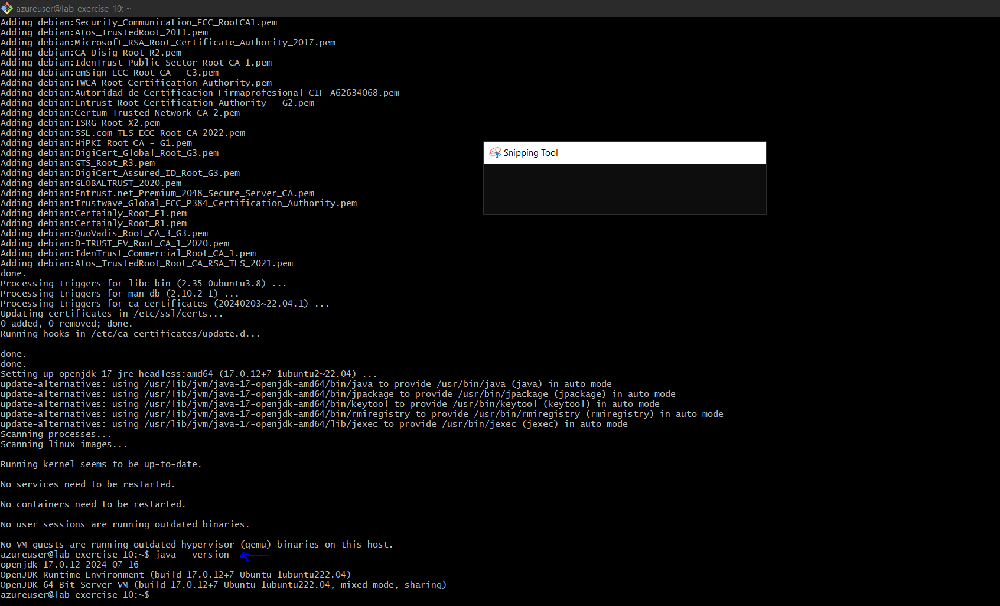 azureuser@lab-exercise-10: ~
Adding debian:Security_Communication_ECC_RootCA1.pem
Adding debian:Atos_TrustedRoot_2011.pem
Adding debian:Microsoft_RSA_Root_Certificate_Authority_2017.pem
Adding debian:CA_Disig_Root_R2.pem
Adding debian:IdenTrust_Public_Sector_Root_CA_1.pem
Adding debian:emSign_ECC_Root_CA_-_C3.pem
Adding debian:TWCA_Root_Certification_Authority.pem
Adding debian:Autoridad_de_Certificacion_Firmaprofesional_CIF_A62634068.pem
Adding debian:Entrust_Root_Certification_Authority_-_G2.pem
Adding debian:Certum_Trusted_Network_CA_2.pem
Adding debian:ISRG_Root_X2.pem
Adding debian:SSL.com_TLS_ECC_Root_CA_2022.pem
Adding debian:HiPKI_Root_CA_-_G1.pem
Adding debian:DigiCert_Global_Root_G3.pem
Snipping Tool
Adding debian:GTS_Root_R3.pem
Adding debian:DigiCert_Assured_ID_Root_G3.pem
Adding debian:GLOBALTRUST_2020.pem
Adding debian:Entrust.net_Premium_2048_Secure_Server_CA.pem
Adding debian:Trustwave_Global_ECC_P384_Certification_Authority.pem
Adding debian:Certainly_Root_E1.pem
Adding debian:Certainly_Root_R1.pem
Adding debian:QuoVadis_Root_CA_3_G3.pem
Adding debian:D-TRUST_EV_Root_CA_1_2020.pem
Adding debian:IdenTrust_Commercial_Root_CA_1.pem
Adding debian:Atos_TrustedRoot_Root_CA_RSA_TLS_2021.pem
done.
Processing triggers for libc-bin (2.35-0ubuntu3.8) ...
Processing triggers for man-db (2.10.2-1) ...
Processing triggers for ca-certificates (20240203~22.04.1) ...
Updating certificates in /etc/ssl/certs...
0 added, 0 removed; done.
Running hooks in /etc/ca-certificates/update.d...
done.
done.
Setting up openjdk-17-jre-headless:amd64 (17.0.12+7-1ubuntu2~22.04) ...
update-alternatives: using /usr/lib/jvm/java-17-openjdk-amd64/bin/java to provide /usr/bin/java (java) in auto mode
update-alternatives: using /usr/lib/jvm/java-17-openjdk-amd64/bin/jpackage to provide /usr/bin/jpackage (jpackage) in auto mode
update-alternatives: using /usr/lib/jvm/java-17-openjdk-amd64/bin/keytool to provide /usr/bin/keytool (keytool) in auto mode
update-alternatives: using /usr/lib/jvm/java-17-openjdk-amd64/bin/rmiregistry to provide /usr/bin/rmiregistry (rmiregistry) in auto mode
update-alternatives: using /usr/lib/jvm/java-17-openjdk-amd64/lib/jexec to provide /usr/bin/jexec (jexec) in auto mode
Scanning processes...
Scanning linux images...
Running kernel seems to be up-to-date.
No services need to be restarted.
No containers need to be restarted.
No user sessions are running outdated binaries.
No VM guests are running outdated hypervisor (qemu) binaries on this host.
azureuser@lab-exercise-10:~$ java --version
openjdk 17.0.12 2024-07-16
OpenJDK Runtime Environment (build 17.0.12+7-Ubuntu-1ubuntu222.04)
OpenJDK 64-Bit Server VM (build 17.0.12+7-Ubuntu-1ubuntu222.04, mixed mode, sharing)
azureuser@lab-exercise-10:~$